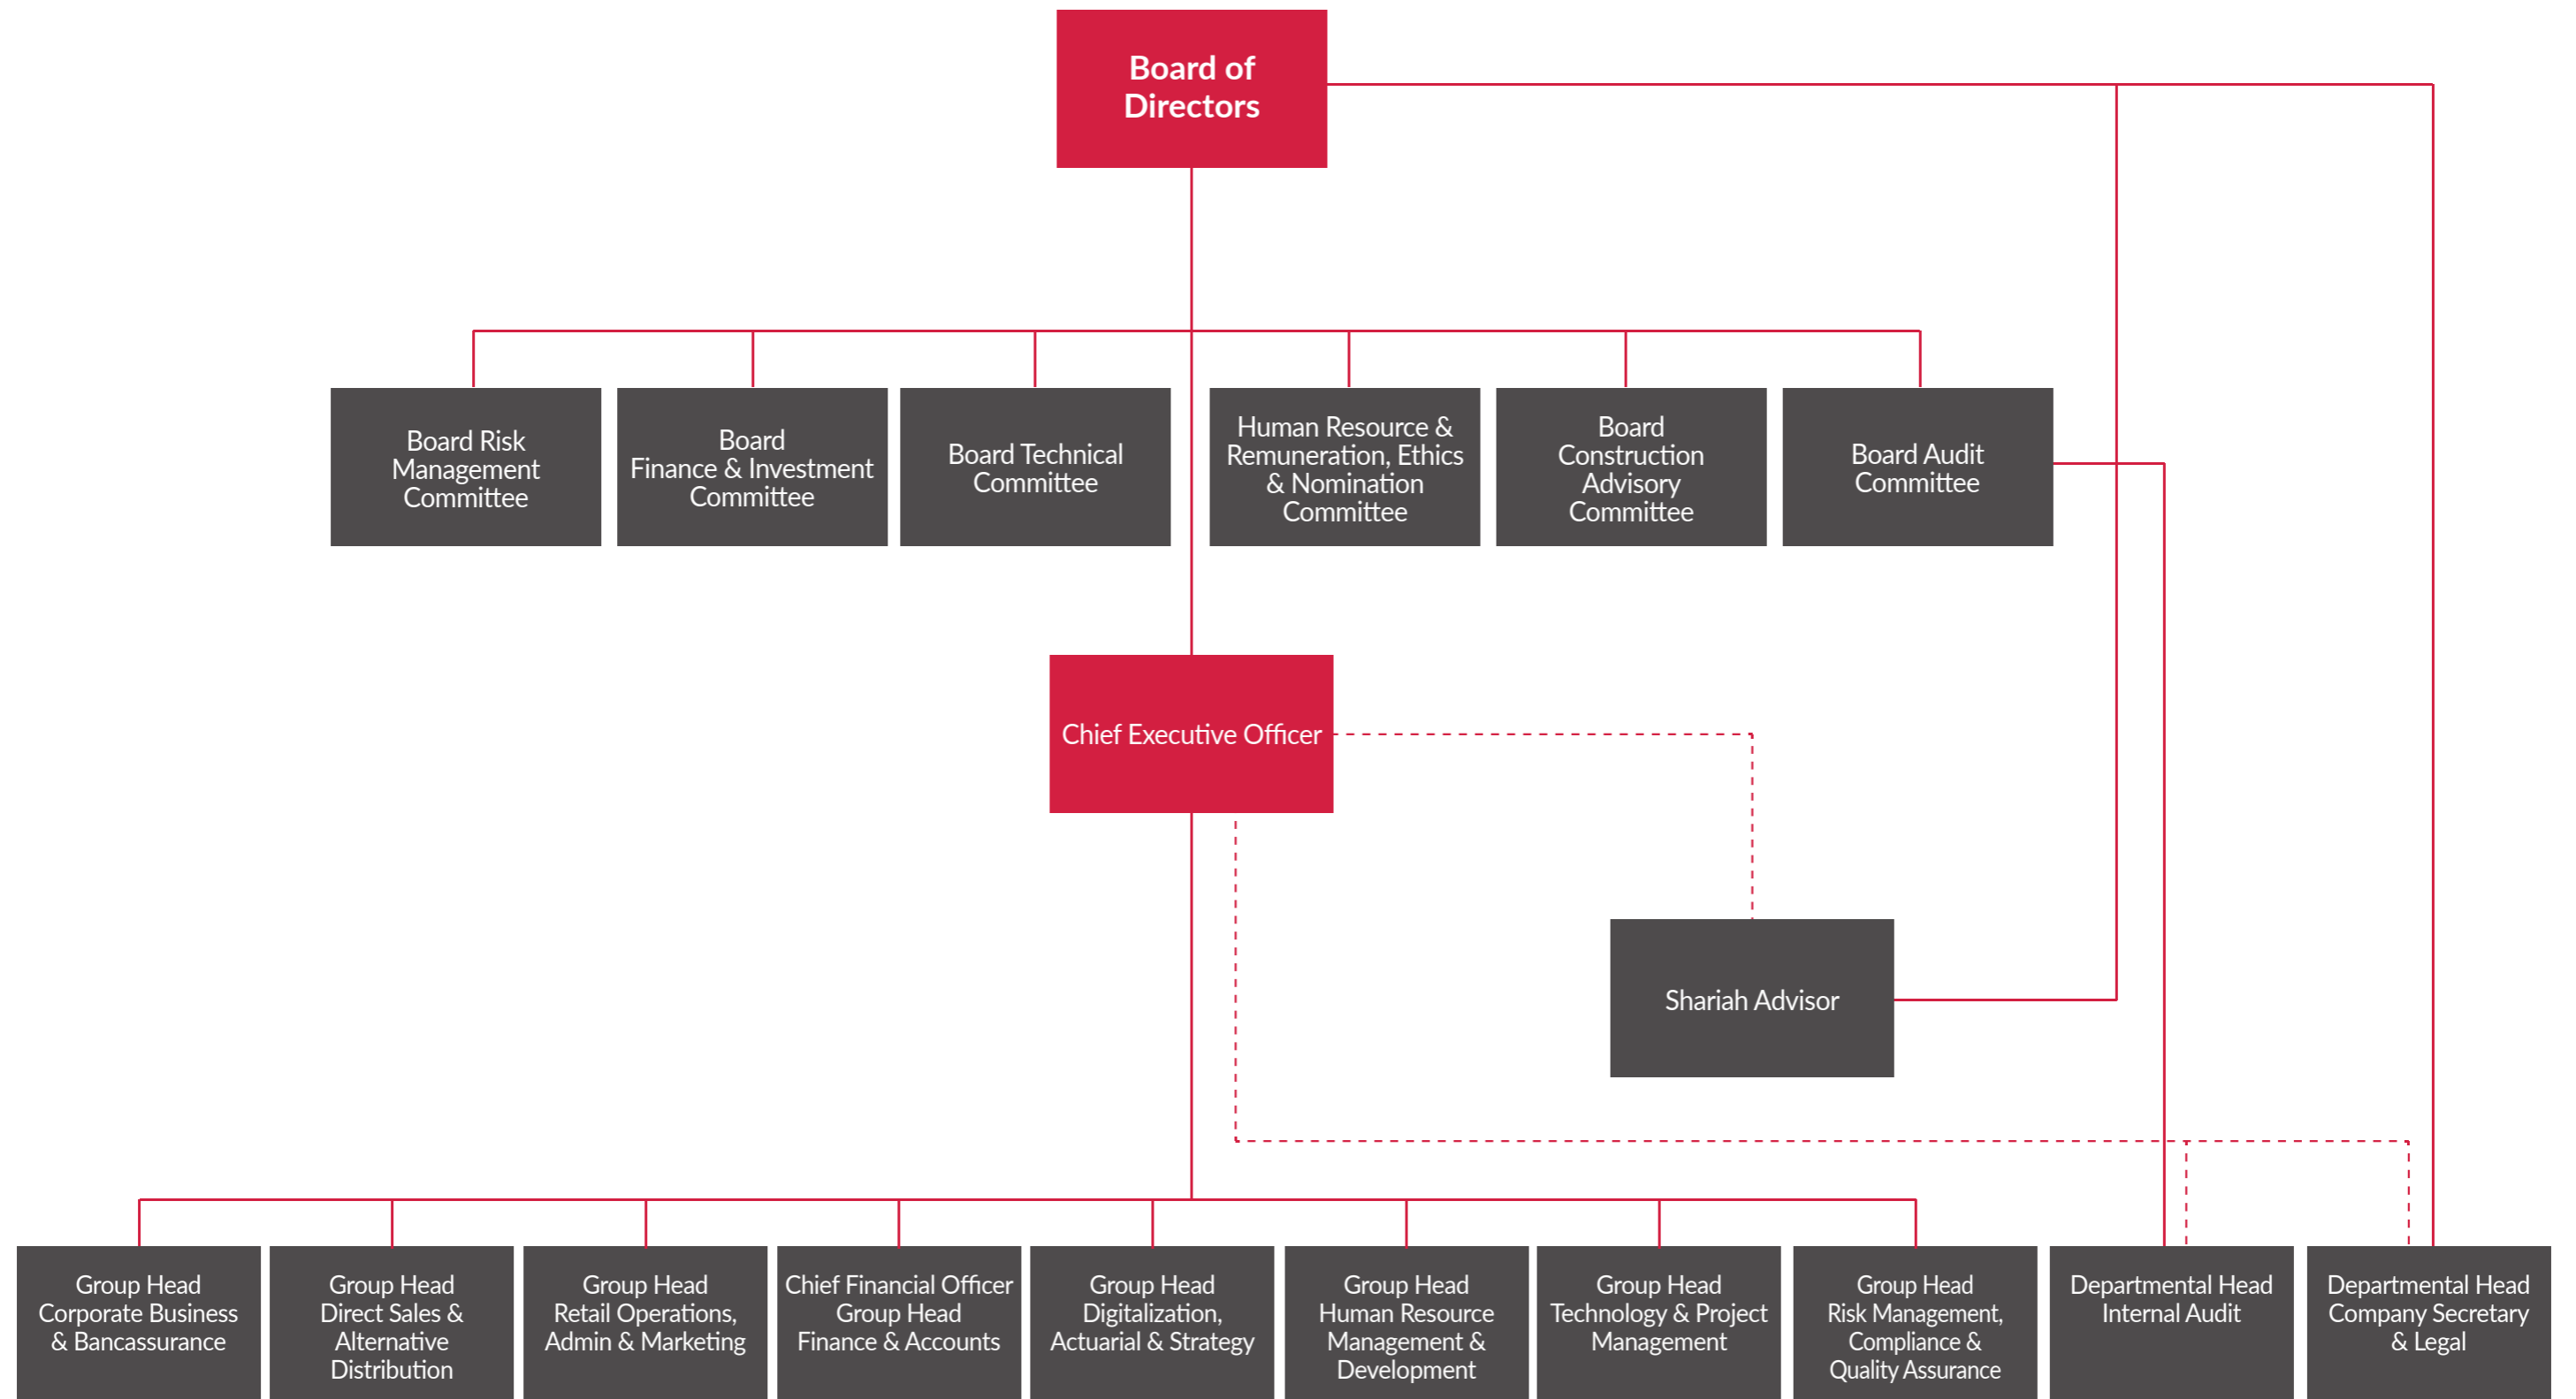 Board of
Directors
Board Risk
Management
Committee
Board
Finance & Investment
Committee
Board Technical
Committee
Human Resource &
Remuneration, Ethics
& Nomination
Committee
Board
Construction
Advisory
Committee
Board Audit
Committee
Chief Executive Officer
Shariah Advisor
Group Head
Corporate Business
& Bancassurance
Group Head
Direct Sales &
Alternative
Distribution
Group Head
Retail Operations,
Admin & Marketing
Chief Financial Officer
Group Head
Finance & Accounts
Group Head
Digitalization,
Actuarial & Strategy
Group Head
Human Resource
Management &
Development
Group Head
Technology & Project
Management
Group Head
Risk Management,
Compliance &
Quality Assurance
Departmental Head
Internal Audit
Departmental Head
Company Secretary
& Legal